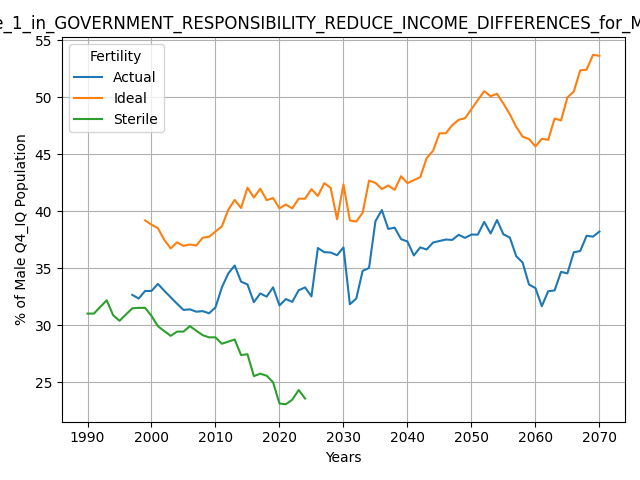 e_1_in_GOVERNMENT_RESPONSIBILITY_REDUCE_INCOME_DIFFERENCES_for_M
Fertility
Actual
Ideal
Sterile
% of Male Q4_IQ Population
55
50
45
40
35
30
25
1990 2000 2010 2020 2030 2040 2050 2060 2070
Years